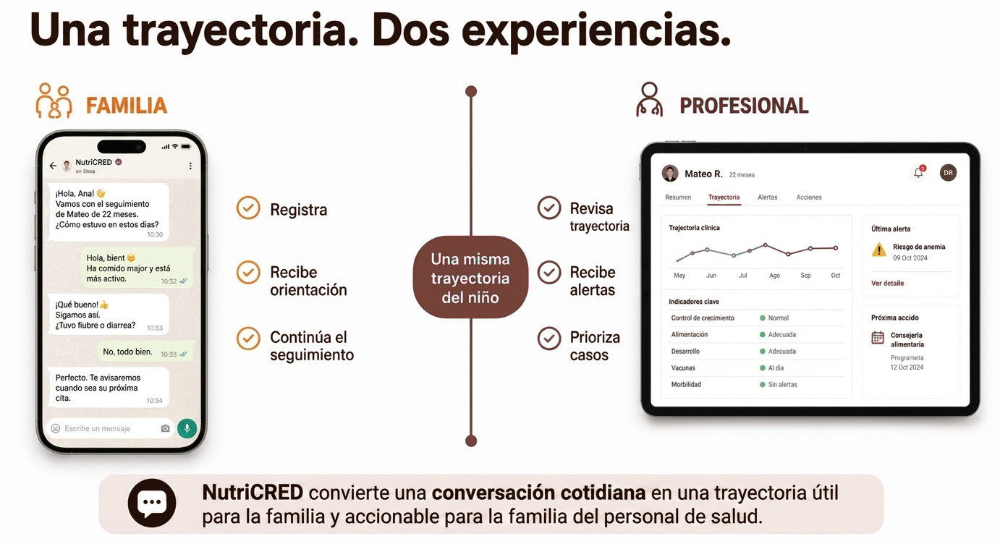 Una trayectoria. Dos experiencias.
FAMILIA
NutriCRED
on Shea
¡Hola, Ana! 👋
Vamos con el seguimiento
de Mateo de 22 meses.
¿Cómo estuvo en estos dias?
10:30
Hola, bient 😊
Ha comido major y está
más activo.
10:32
¡Qué bueno! 👍
Sigamos así.
¿Tuvo fiubre o diarrea?
10:33
No, todo bien.
10:33
Perfecto. Te avisaremos
cuando sea su próxima
cita.
10:34
Escribe un mensaje
Registra
Recibe
orientación
Continúa el
seguimiento
Una misma
trayectoria
del niño
PROFESIONAL
Revisa
trayectoria
Recibe
alertas
Prioriza
casos
Mateo R. 22 meses
DR
Resumen Trayectoria Alertas Acciones
Trajectoria clínica
May Jun Jul Ago Scp Oct
Indicadores clave
Control de crecimiento Normal
Alimentación Adecuada
Desarrollo Adecuada
Vacunas Al día
Morbilidad Sin alertas
Última alerta
Riesgo de anemia
09 Oct 2024
Ver detaile
Próxima accido
Consejería
alimentaria
12 Oct 2024
NutriCRED convierte una conversación cotidiana en una trayectoria útil
para la familia y accionable para la familia del personal de salud.